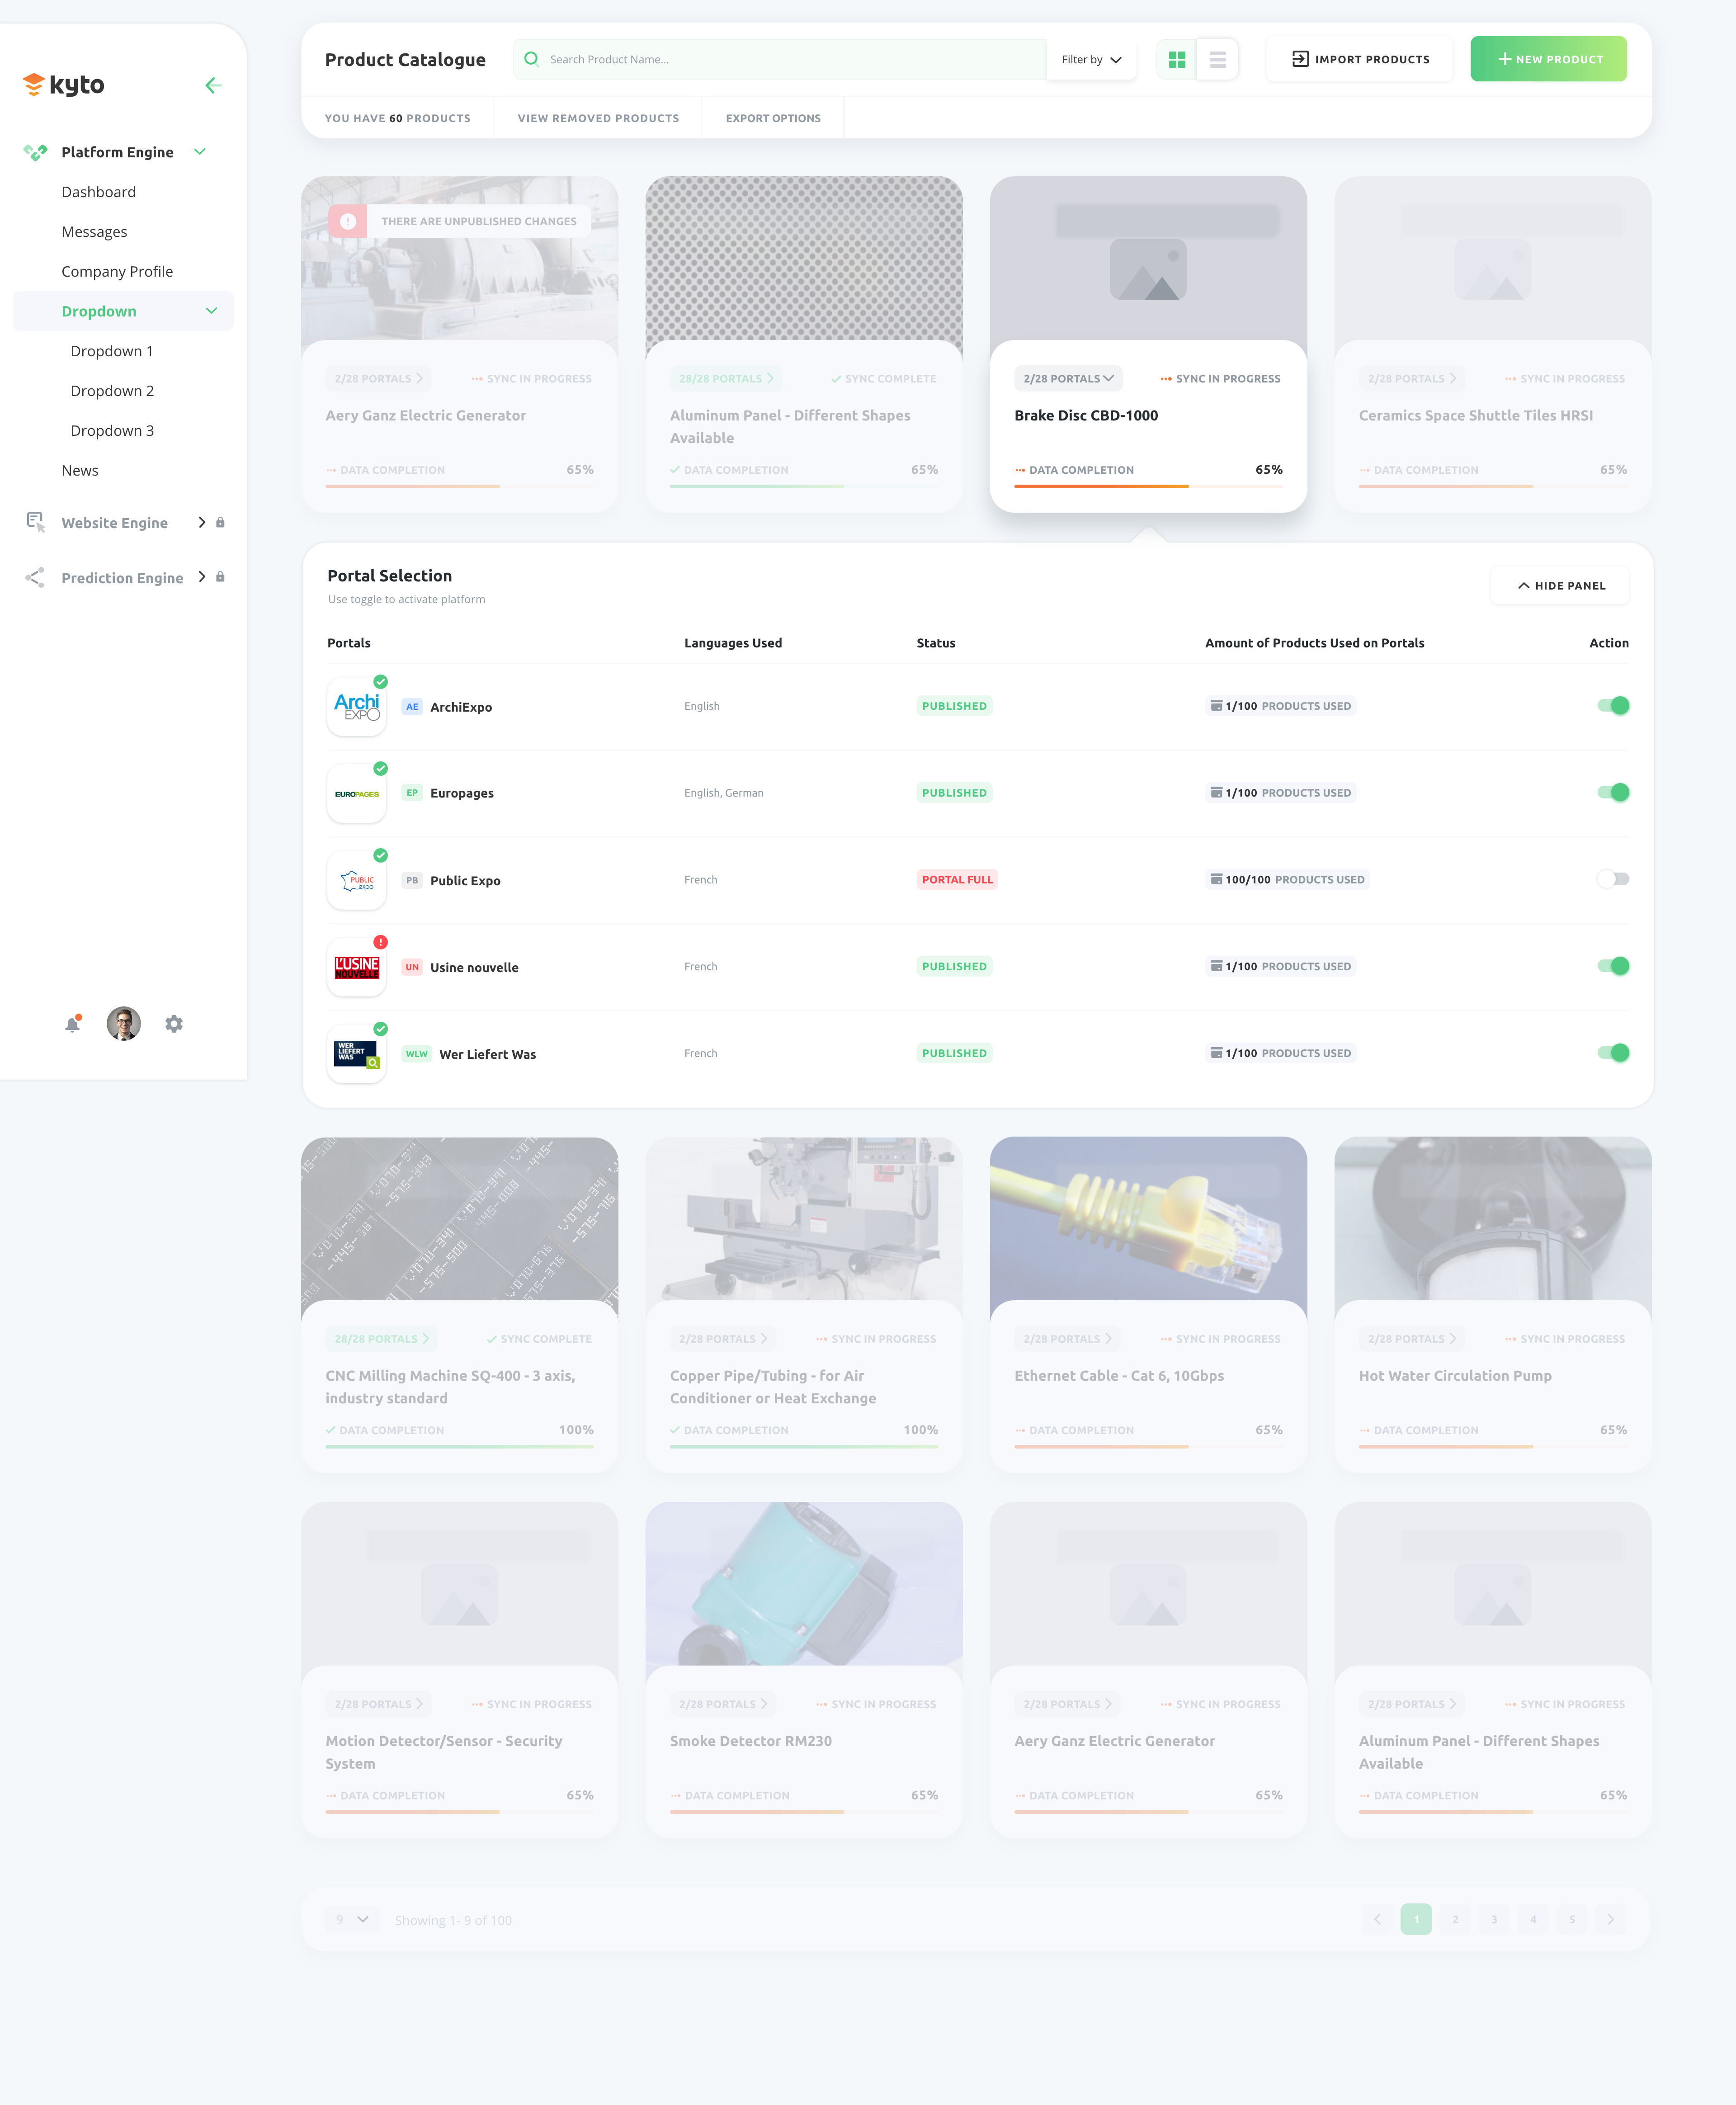 kyto
Platform Engine
Dashboard
Messages
Company Profile
Dropdown
Dropdown 1
Dropdown 2
Dropdown 3
News
Website Engine
Prediction Engine
Product Catalogue
Search Product Name...
Filter by
IMPORT PRODUCTS
NEW PRODUCT
YOU HAVE 60 PRODUCTS
VIEW REMOVED PRODUCTS
EXPORT OPTIONS
THERE ARE UNPUBLISHED CHANGES
2/28 PORTALS
SYNC IN PROGRESS
Aery Ganz Electric Generator
DATA COMPLETION
65%
28/28 PORTALS
SYNC COMPLETE
Aluminum Panel - Different Shapes
Available
DATA COMPLETION
65%
2/28 PORTALS
SYNC IN PROGRESS
Brake Disc CBD-1000
DATA COMPLETION
65%
2/28 PORTALS
SYNC IN PROGRESS
Ceramics Space Shuttle Tiles HRSI
DATA COMPLETION
65%
Portal Selection
Use toggle to activate platform
HIDE PANEL
Portals
Languages Used
Status
Amount of Products Used on Portals
Action
Archi
EXPO
AE
ArchiExpo
English
PUBLISHED
1/100 PRODUCTS USED
EUROPAGES
EP
Europages
English, German
PUBLISHED
1/100 PRODUCTS USED
PUBLIC
expo
PB
Public Expo
French
PORTAL FULL
100/100 PRODUCTS USED
L'USINE
NOUVELLE
UN
Usine nouvelle
French
PUBLISHED
1/100 PRODUCTS USED
WER
LIEFERT
WAS
WLW
Wer Liefert Was
French
PUBLISHED
1/100 PRODUCTS USED
28/28 PORTALS
SYNC COMPLETE
CNC Milling Machine SQ-400 - 3 axis,
industry standard
DATA COMPLETION
100%
2/28 PORTALS
SYNC IN PROGRESS
Copper Pipe/Tubing - for Air
Conditioner or Heat Exchange
DATA COMPLETION
100%
2/28 PORTALS
SYNC IN PROGRESS
Ethernet Cable - Cat 6, 10Gbps
DATA COMPLETION
65%
2/28 PORTALS
SYNC IN PROGRESS
Hot Water Circulation Pump
DATA COMPLETION
65%
2/28 PORTALS
SYNC IN PROGRESS
Motion Detector/Sensor - Security
System
DATA COMPLETION
65%
2/28 PORTALS
SYNC IN PROGRESS
Smoke Detector RM230
DATA COMPLETION
65%
2/28 PORTALS
SYNC IN PROGRESS
Aery Ganz Electric Generator
DATA COMPLETION
65%
2/28 PORTALS
SYNC IN PROGRESS
Aluminum Panel - Different Shapes
Available
DATA COMPLETION
65%
9
Showing 1- 9 of 100
1
2
3
4
5